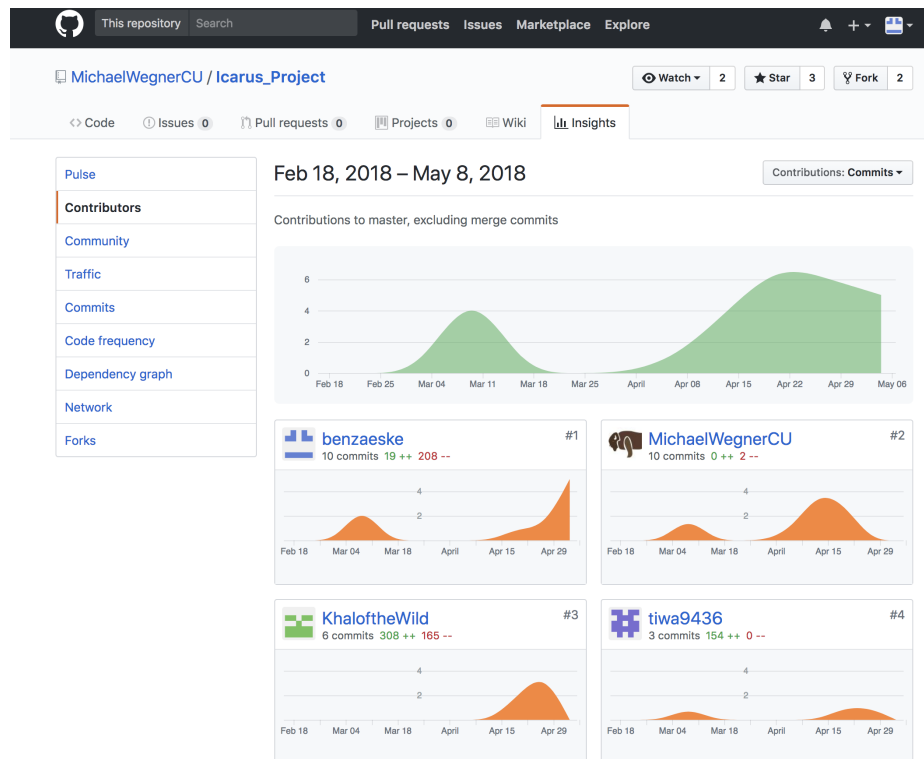 This repository Search Pull requests Issues Marketplace Explore
MichaelWegnerCU / Icarus_Project Watch 2 Star 3 Fork 2
Code Issues 0 Pull requests 0 Projects 0 Wiki Insights
Pulse
Contributors
Community
Traffic
Commits
Code frequency
Dependency graph
Network
Forks
Feb 18, 2018 – May 8, 2018 Contributions: Commits
Contributions to master, excluding merge commits
6
4
2
0
Feb 18 Feb 25 Mar 04 Mar 11 Mar 18 Mar 25 April Apr 08 Apr 15 Apr 22 Apr 29 May 06
benzaeske #1
10 commits 19 ++ 208 --
4
2
Feb 18 Mar 04 Mar 18 April Apr 15 Apr 29
MichaelWegnerCU #2
10 commits 0 ++ 2 --
4
2
Feb 18 Mar 04 Mar 18 April Apr 15 Apr 29
KhaloftheWild #3
6 commits 308 ++ 165 --
4
2
Feb 18 Mar 04 Mar 18 April Apr 15 Apr 29
tiwa9436 #4
3 commits 154 ++ 0 --
4
2
Feb 18 Mar 04 Mar 18 April Apr 15 Apr 29